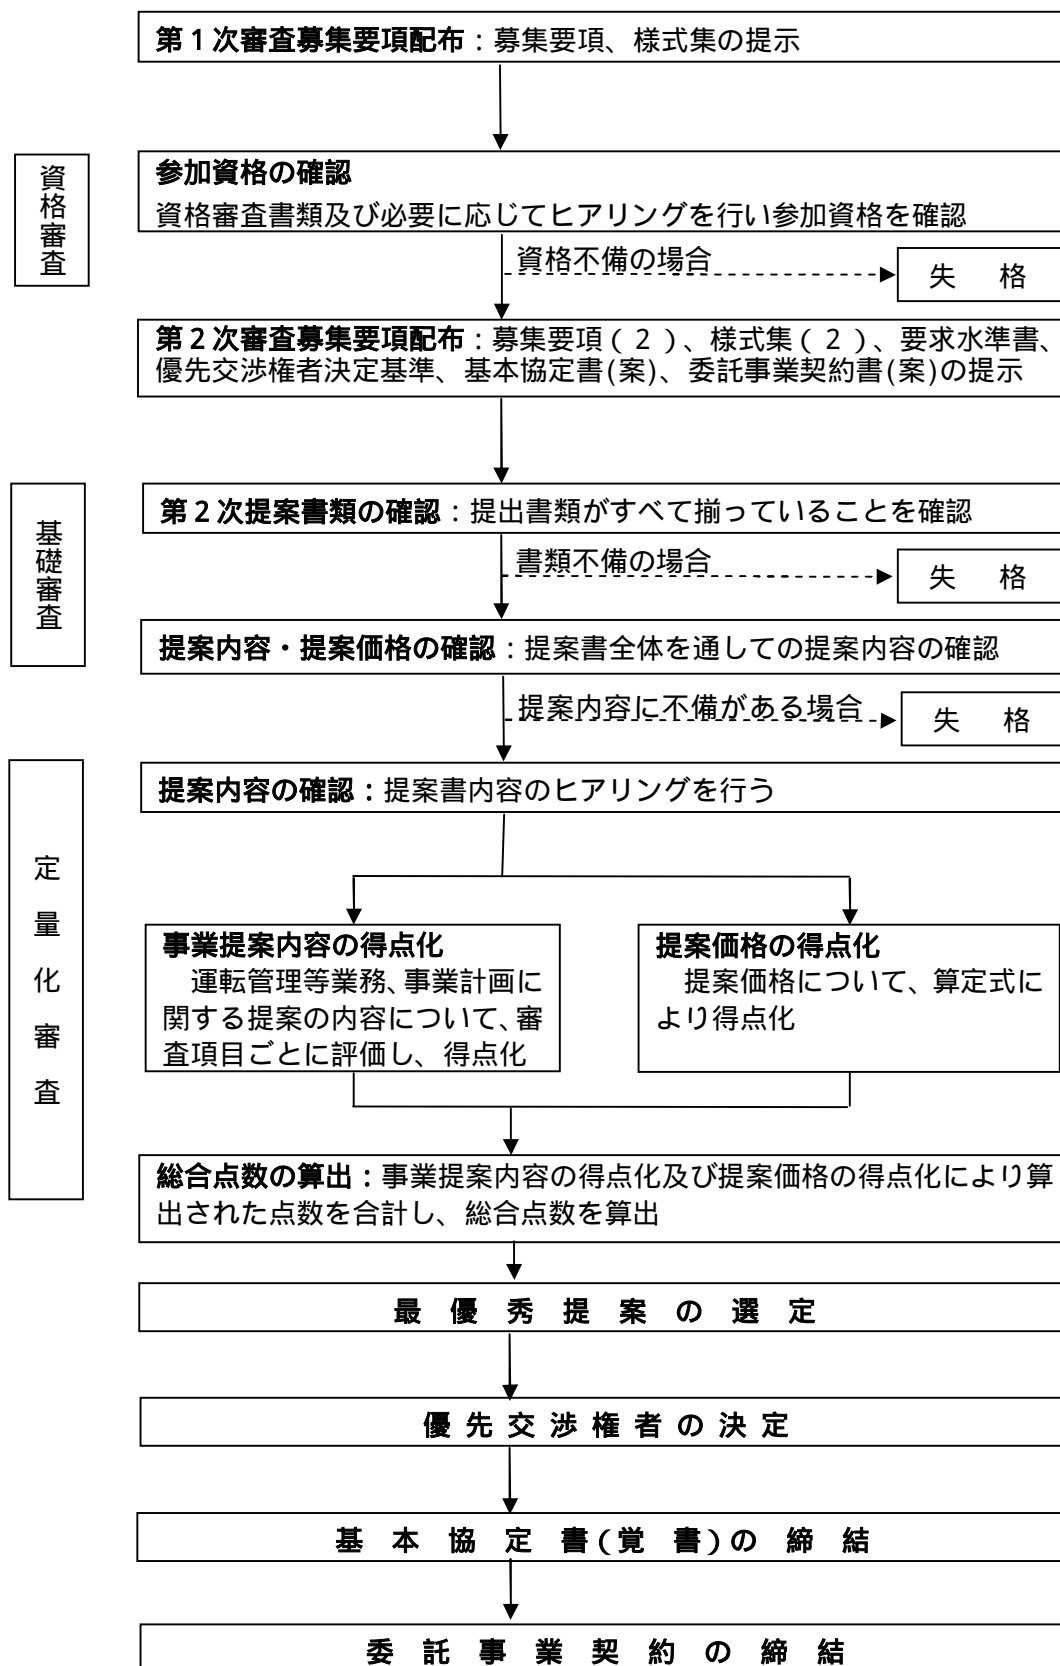 第1次審査募集要項配布：募集要項、様式集の提示
資格審査
参加資格の確認
資格審査書類及び必要に応じてヒアリングを行い参加資格を確認
資格不備の場合
失　格
第2次審査募集要項配布：募集要項（２）、様式集（２）、要求水準書、
優先交渉権者決定基準、基本協定書(案)、委託事業契約書(案)の提示
基礎審査
第2次提案書類の確認：提出書類がすべて揃っていることを確認
書類不備の場合
失　格
提案内容・提案価格の確認：提案書全体を通しての提案内容の確認
提案内容に不備がある場合
失　格
定量化審査
提案内容の確認：提案書内容のヒアリングを行う
事業提案内容の得点化
運転管理等業務、事業計画に
関する提案の内容について、審
査項目ごとに評価し、得点化
提案価格の得点化
提案価格について、算定式に
より得点化
総合点数の算出：事業提案内容の得点化及び提案価格の得点化により算
出された点数を合計し、総合点数を算出
最優秀提案の選定
優先交渉権者の決定
基本協定書(覚書)の締結
委託事業契約の締結